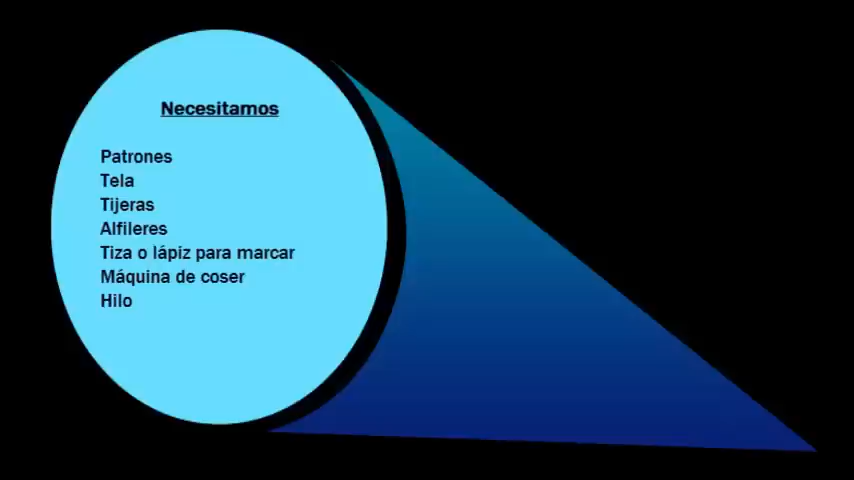 Necesitamos
Patrones
Tela
Tijeras
Alfileres
Tiza o lápiz para marcar
Máquina de coser
Hilo